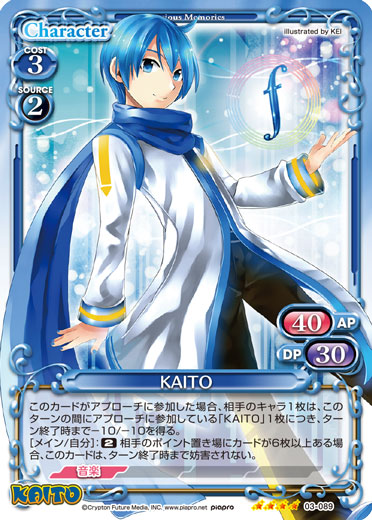 Character
ious Memories
illustrated by KEI
COST
3
SOURCE
2
f
40 AP
DP 30
KAITO
このカードがアプローチに参加した場合、相手のキャラ1枚は、この
ターンの間にアプローチに参加している「KAITO」1枚につき、ター
ン終了時まで－10/－10を得る。
[メイン/自分]:2 相手のポイント置き場にカードが6枚以上ある場
合、このカードは、ターン終了時まで妨害されない。
音楽
KAITO
©Crypton Future Media, INC. www.piapro.net piapro
03-089